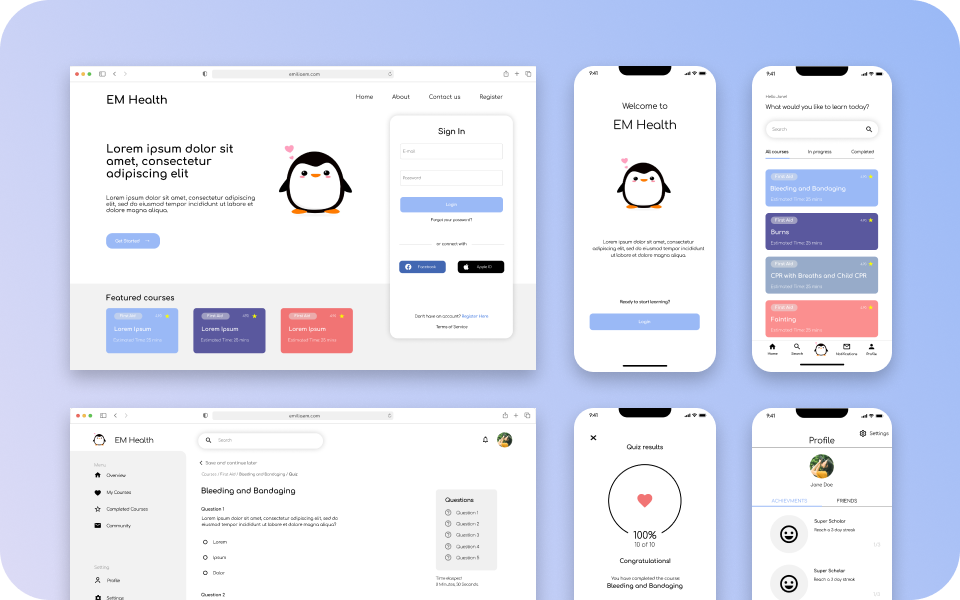 emilisem.com
EM Health
Home About Contact us Register
Lorem ipsum dolor sit
amet, consectetur
adipiscing elit
Lorem ipsum dolor sit amet, consectetur adipiscing
elit, sed do eiusmod tempor incididunt ut labore et
dolore magna aliqua.
Get Started
Sign In
E-mail
Password
Login
Forgot your password?
or connect with
Facebook
Apple ID
Don't have an account? Register Here
Terms of Service
Featured courses
First Aid
Lorem Ipsum
Estimated Time: 25 mins
First Aid
Lorem Ipsum
Estimated Time: 25 mins
First Aid
Lorem Ipsum
Estimated Time: 25 mins
9:41
Welcome to
EM Health
Lorem ipsum dolor sit amet, consectetur
adipiscing elit, sed do eiusmod tempor incididunt
ut labore et dolore magna aliqua.
Ready to start learning?
Login
9:41
Hello, Jane!
What would you like to learn today?
Search
All courses In progress Completed
First Aid
Bleeding and Bandaging
Estimated Time: 25 mins
First Aid
Burns
Estimated Time: 25 mins
First Aid
CPR with Breaths and Child CPR
Estimated Time: 25 mins
First Aid
Fainting
Estimated Time: 25 mins
Home Search Notifications Profile
emilisem.com
EM Health
Search
Menu
Overview
My Courses
Completed Courses
Community
Setting
Profile
Settings
Save and continue later
Courses / First Aid / Bleeding and Bandaging / Quiz
Bleeding and Bandaging
Question 1
Lorem ipsum dolor sit amet, consectetur adipiscing elit, sed do
eiusmod tempor incididunt ut labore et dolore magna aliqua?
Lorem
Ipsum
Dolor
Question 2
Questions
Question 1
Question 2
Question 3
Question 4
Question 5
Time elapsed
9:41
Quiz results
100%
10 of 10
Congratulations!
You have completed the course
Bleeding and Bandaging
9:41
Settings
Profile
Jane Doe
ACHIEVMENTS FRIENDS
Super Scholar
Reach a 3 day streak
Super Scholar
Reach a 3 day streak